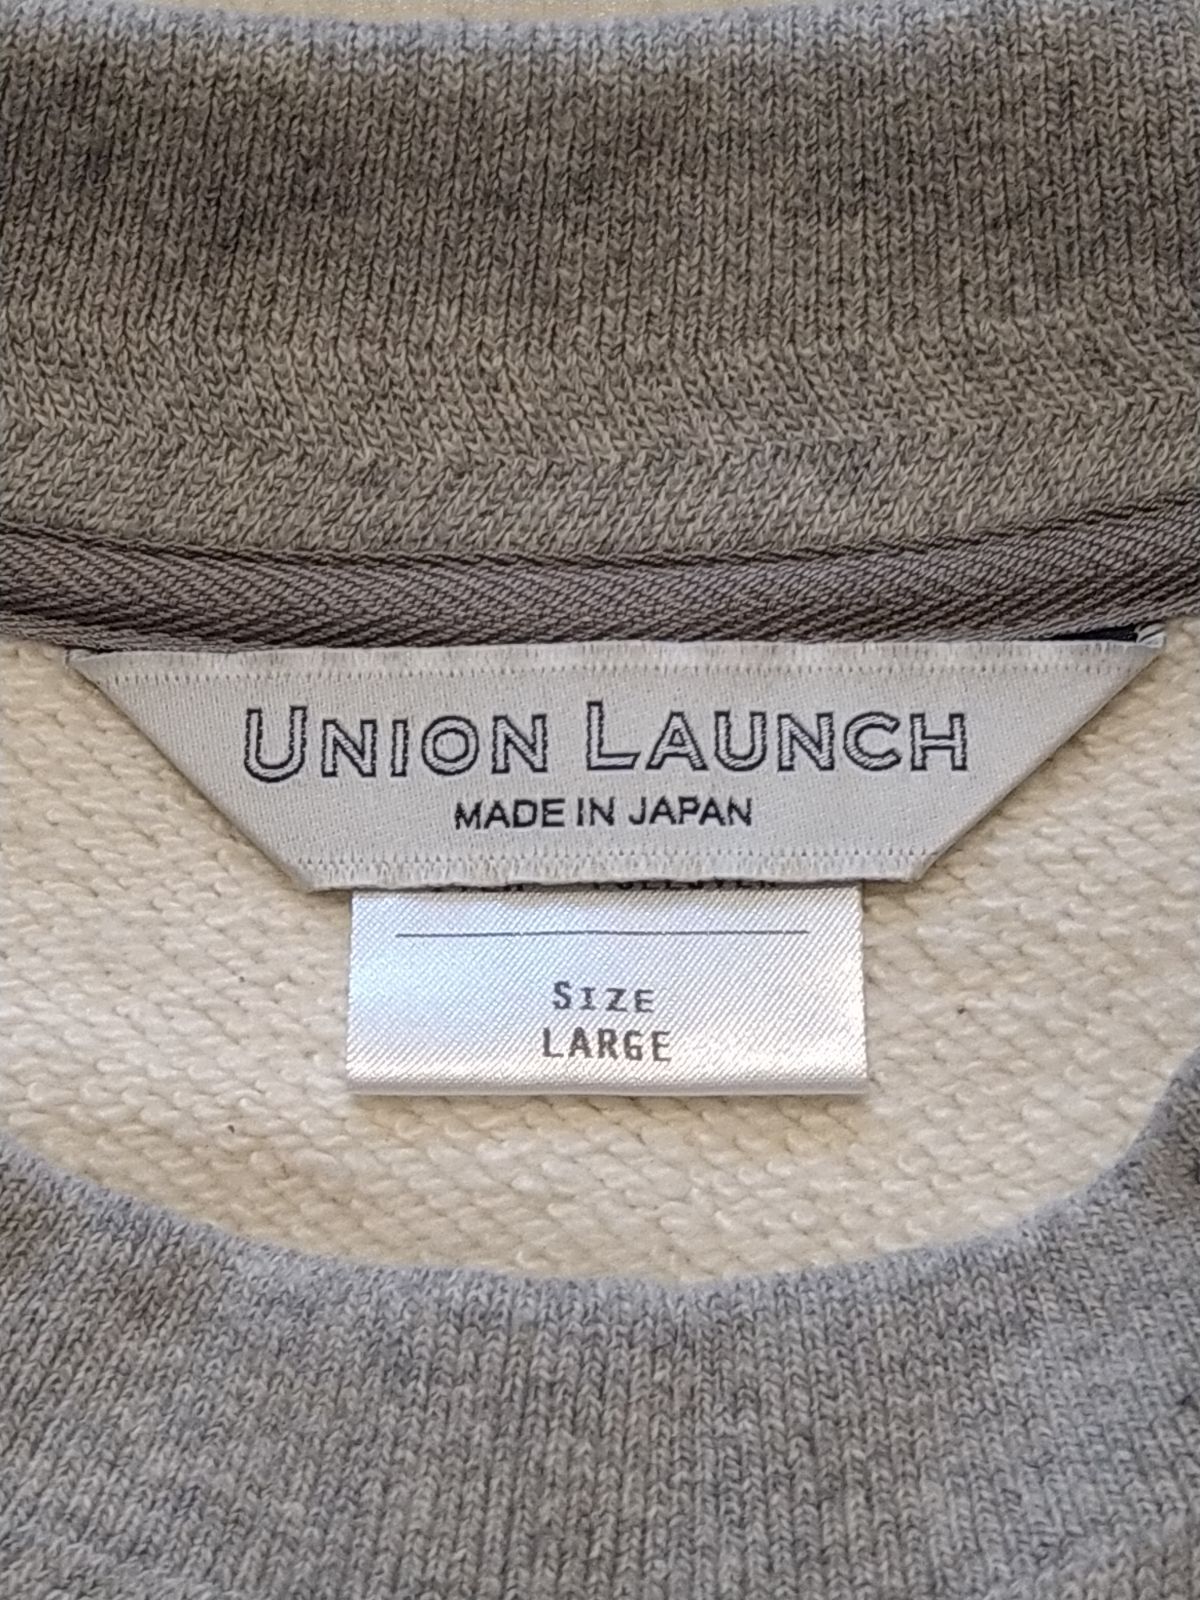 UNION LAUNCH
MADE IN JAPAN
SIZE
LARGE